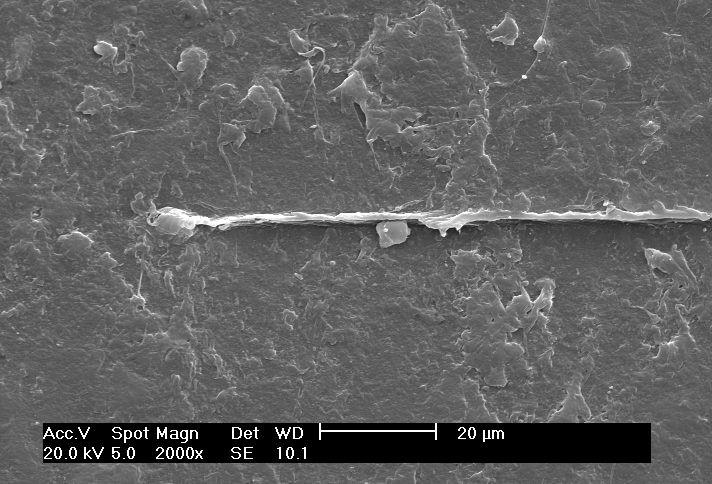 Acc.V Spot Magn Det WD 20 µm
20.0 kV 5.0 2000x SE 10.1